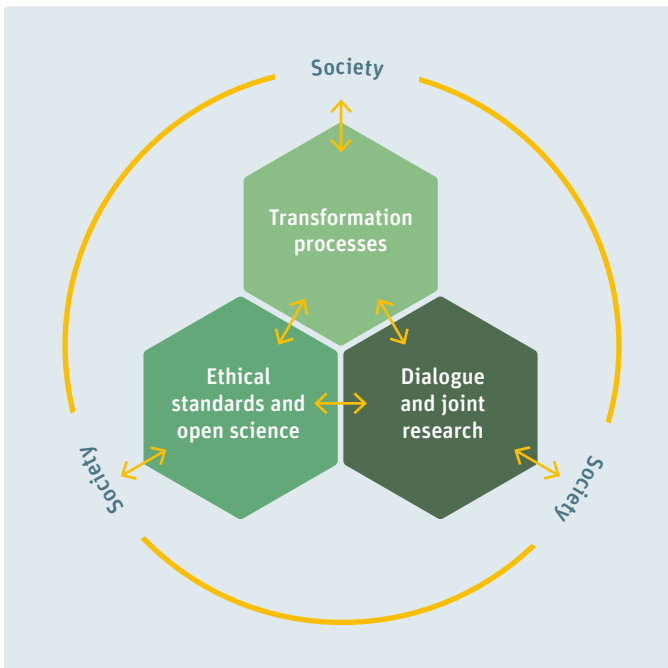 Society
Transformation
processes
Ethical
standards and
open science
Dialogue
and joint
research
Society
Society